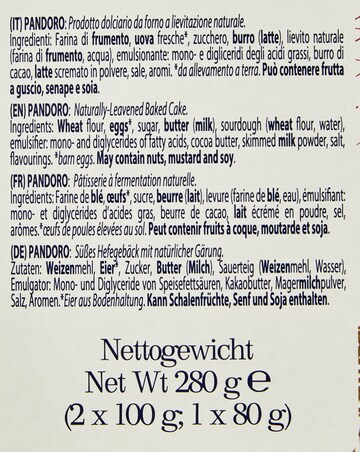 (IT) PANDORO: Prodotto dolciario da forno a lievitazione naturale.
Ingredienti: Farina di frumento, uova fresche*, zucchero, burro (latte), lievito naturale
(farina di frumento, acqua), emulsionante: mono- e digliceridi degli acidi grassi, burro di
cacao, latte scremato in polvere, sale, aromi. *da allevamento a terra. Può contenere frutta
a guscio, senape e soia.
(EN) PANDORO: Naturally-Leavened Baked Cake.
Ingredients: Wheat flour, eggs*, sugar, butter (milk), sourdough (wheat flour, water),
emulsifier: mono- and diglycerides of fatty acids, cocoa butter, skimmed milk powder, salt,
flavourings. *barn eggs. May contain nuts, mustard and soy.
(FR) PANDORO: Pâtisserie à fermentation naturelle.
Ingrédients: Farine de blé, œufs*, sucre, beurre (lait), levure (farine de blé, eau), émulsifiant:
mono- et diglycérides d'acides gras, beurre de cacao, lait écrémé en poudre, sel,
arômes.*œufs de poules élevées au sol. Peut contenir fruits à coque, moutarde et soja.
(DE) PANDORO: Süßes Hefegebäck mit natürlicher Gärung.
Zutaten: Weizenmehl, Eier*, Zucker, Butter (Milch), Sauerteig (Weizenmehl, Wasser),
Emulgator: Mono- und Diglyceride von Speisefettsäuren, Kakaobutter, Magermilchpulver,
Salz, Aromen.*Eier aus Bodenhaltung. Kann Schalenfrüchte, Senf und Soja enthalten.
Nettogewicht
Net Wt 280 g ℮
(2 x 100 g; 1 x 80 g)